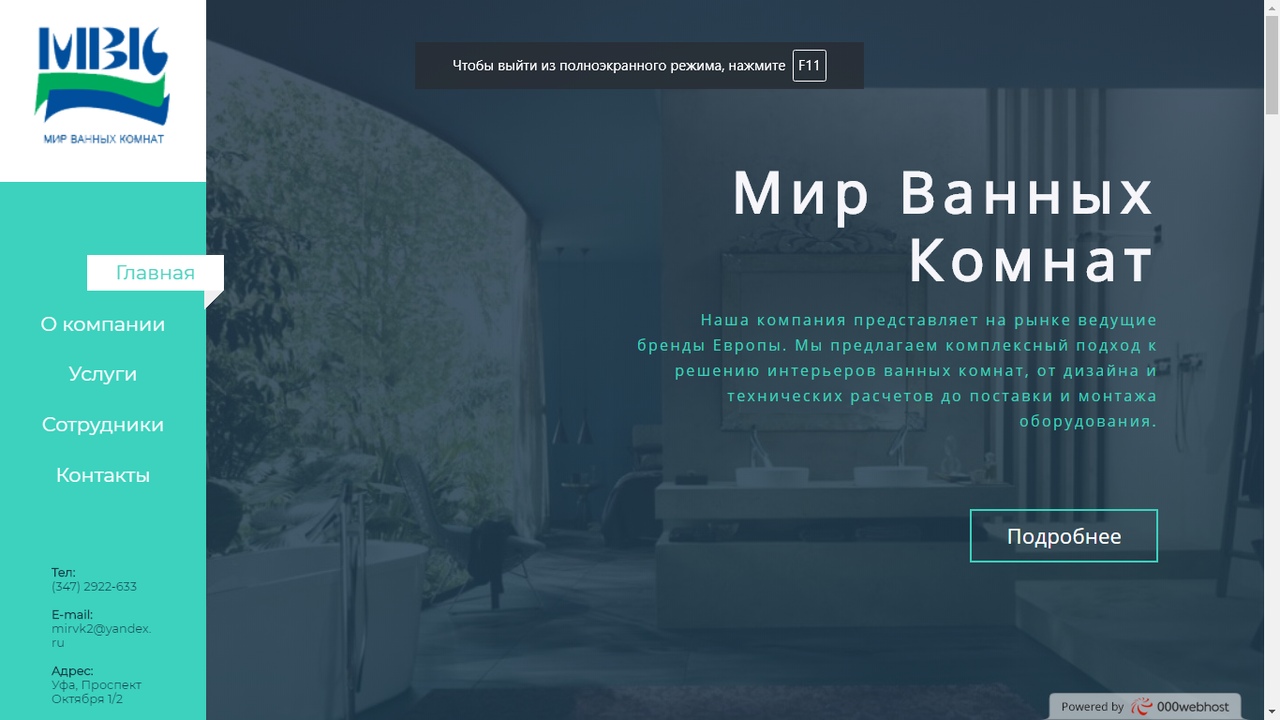 МВК
МИР ВАННЫХ КОМНАТ
Главная
О компании
Услуги
Сотрудники
Контакты
Тел:
(347) 2922-633
E-mail:
mirvk2@yandex.
ru
Адрес:
Уфа, Проспект
Октября 1/2
Чтобы выйти из полноэкранного режима, нажмите F11
Мир Ванных
Комнат
Наша компания представляет на рынке ведущие
бренды Европы. Мы предлагаем комплексный подход к
решению интерьеров ванных комнат, от дизайна и
технических расчетов до поставки и монтажа
оборудования.
Подробнее
Powered by 000webhost